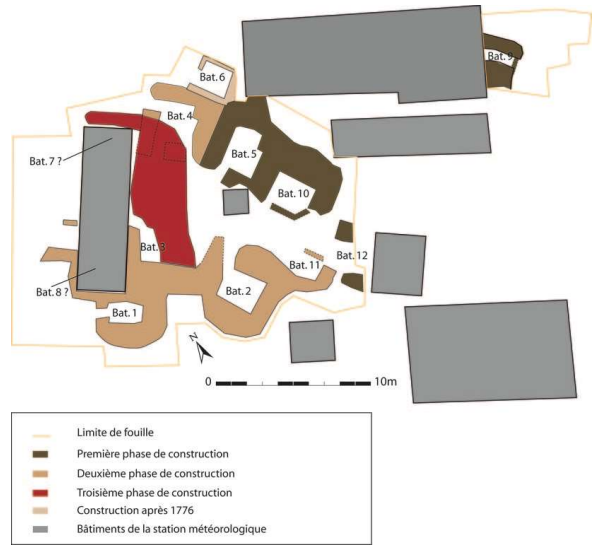 Bat. 9
Bat. 6
Bat. 4
Bat. 5
Bat. 7 ?
Bat. 10
Bat. 3
Bat. 12
Bat. 11
Bat. 8 ?
Bat. 2
Bat. 1
N
0 10m
Limite de fouille
Première phase de construction
Deuxième phase de construction
Troisième phase de construction
Construction après 1776
Bâtiments de la station météorologique